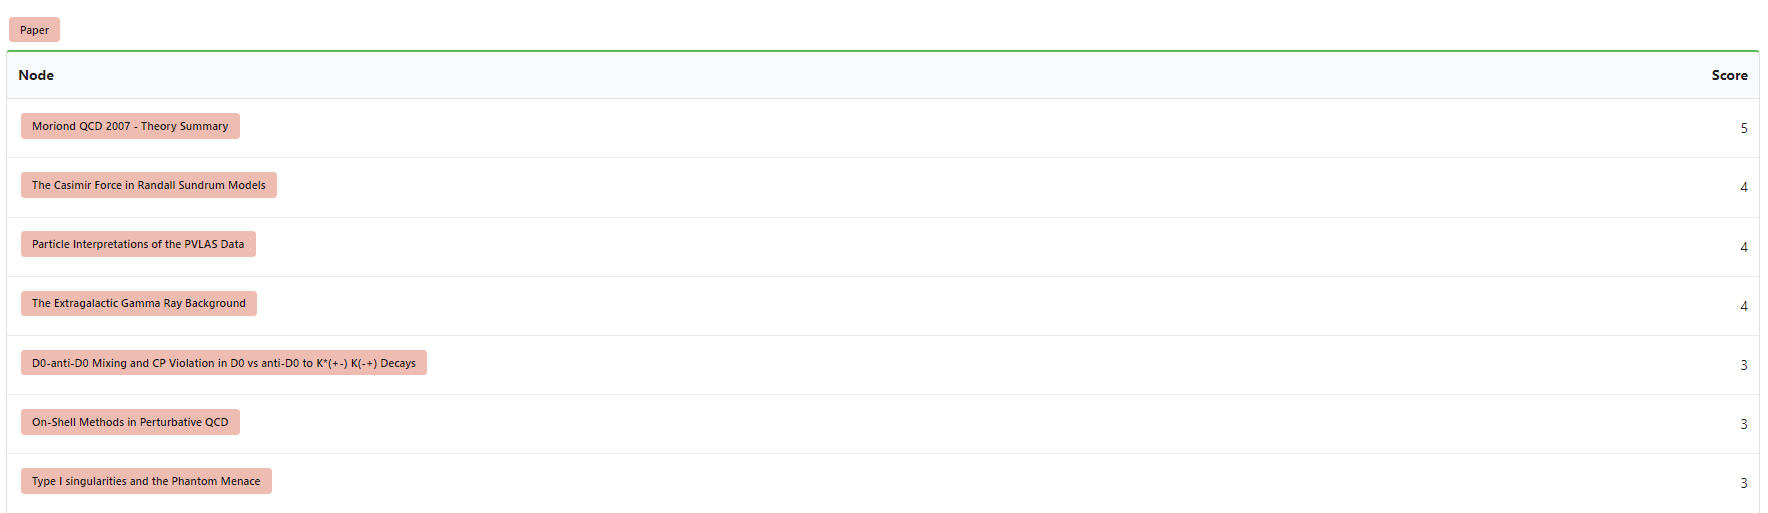 Paper
Node Score
Moriond QCD 2007 - Theory Summary 5
The Casimir Force in Randall Sundrum Models 4
Particle Interpretations of the PVLAS Data 4
The Extragalactic Gamma Ray Background 4
D0-anti-D0 Mixing and CP Violation in D0 vs anti-D0 to K*(+-) K(-+) Decays 3
On-Shell Methods in Perturbative QCD 3
Type I singularities and the Phantom Menace 3